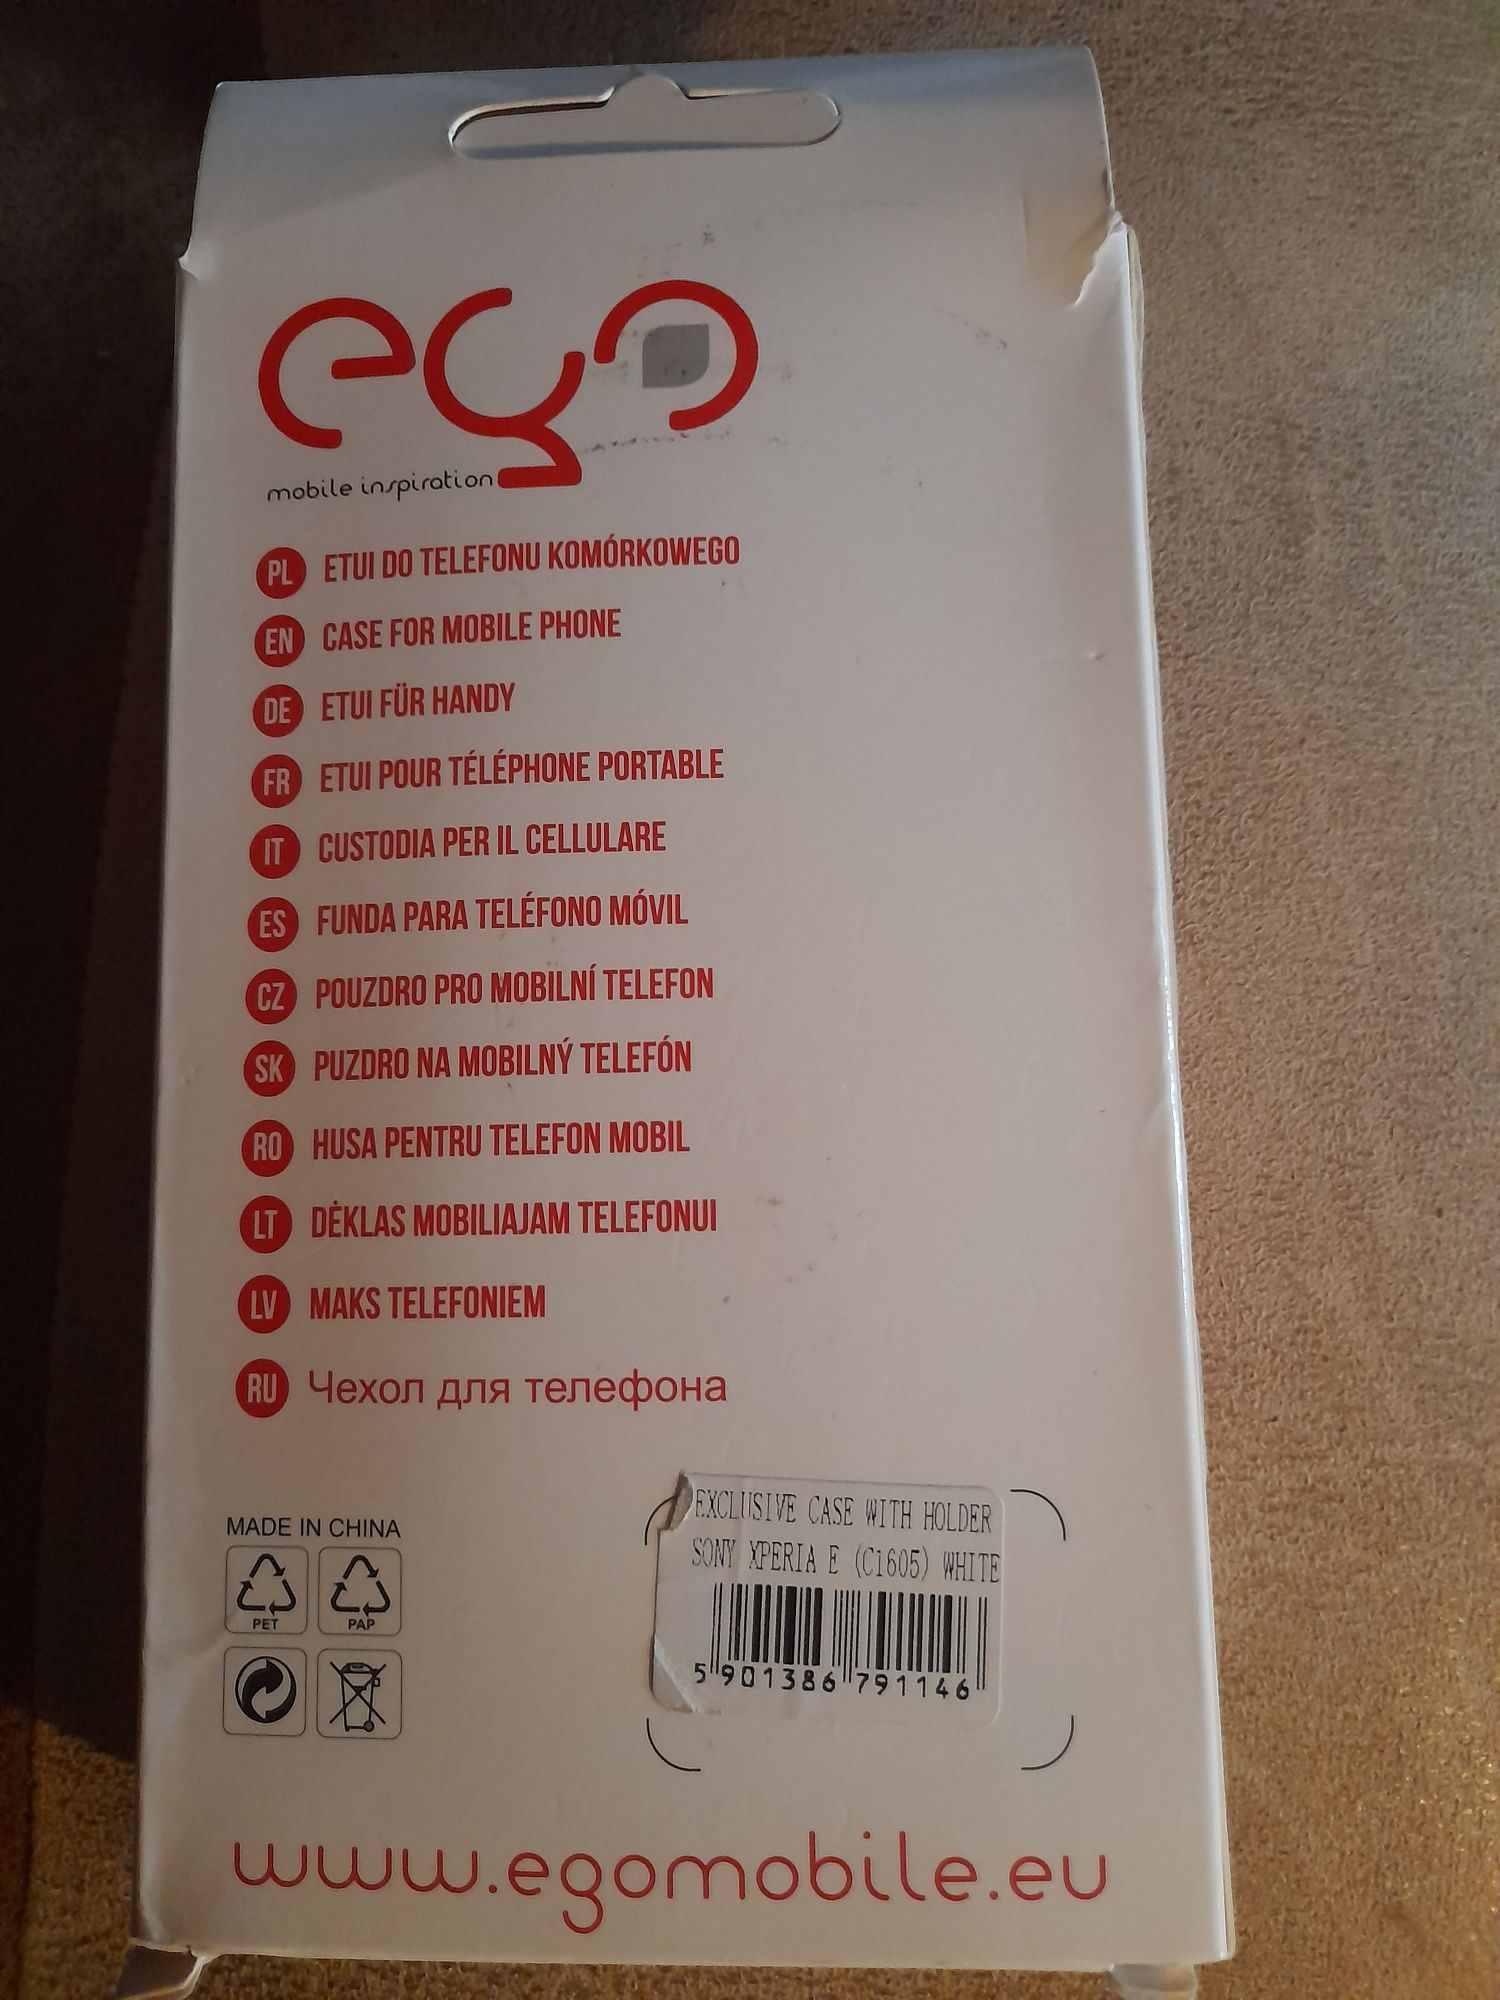 ego
mobile inspiration
PL ETUI DO TELEFONU KOMÓRKOWEGO
EN CASE FOR MOBILE PHONE
DE ETUI FÜR HANDY
FR ETUI POUR TÉLÉPHONE PORTABLE
IT CUSTODIA PER IL CELLULARE
ES FUNDA PARA TELÉFONO MÓVIL
CZ POUZDRO PRO MOBILNÍ TELEFON
SK PUZDRO NA MOBILNÝ TELEFÓN
RO HUSA PENTRU TELEFON MOBIL
LT DĖKLAS MOBILIAJAM TELEFONUI
LV MAKS TELEFONIEM
RU Чехол для телефона
MADE IN CHINA
PET PAP
EXCLUSIVE CASE WITH HOLDER
SONY XPERIA E (C1605) WHITE
5 901386 791146
www.egomobile.eu